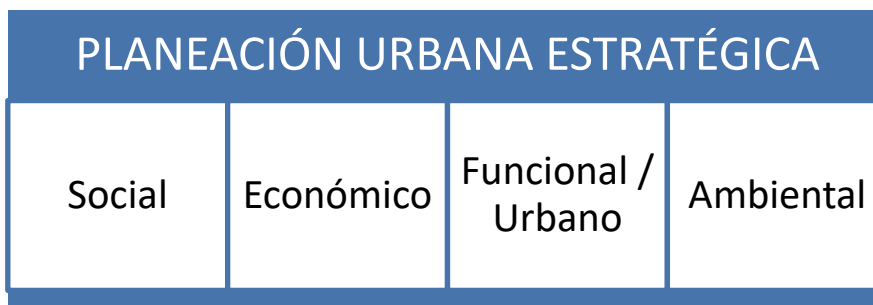 PLANEACIÓN URBANA ESTRATÉGICA
Social
Económico
Funcional /
Urbano
Ambiental